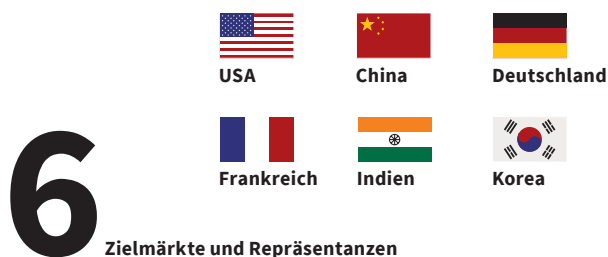 USA China Deutschland
Frankreich Indien Korea
6 Zielmärkte und Repräsentanzen